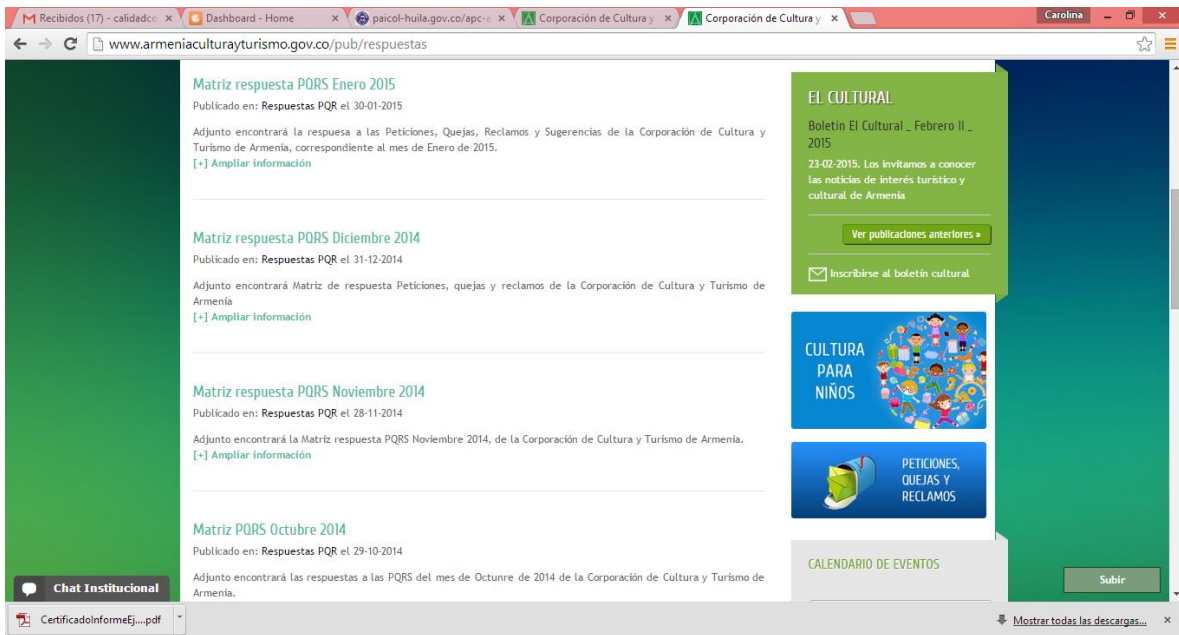 Recibidos (17) - calidadco
Dashboard - Home
paicol-huila.gov.co/apc-a
Corporación de Cultura y
Corporación de Cultura y
Carolina
www.armeniaculturayturismo.gov.co/pub/respuestas
Matriz respuesta PQRS Enero 2015
Publicado en: Respuestas PQR el 30-01-2015
Adjunto encontrará la respuesa a las Peticiones, Quejas, Reclamos y Sugerencias de la Corporación de Cultura y
Turismo de Armenia, correspondiente al mes de Enero de 2015.
[+] Ampliar información
Matriz respuesta PQRS Diciembre 2014
Publicado en: Respuestas PQR el 31-12-2014
Adjunto encontrará Matriz de respuesta Peticiones, quejas y reclamos de la Corporación de Cultura y Turismo de
Armenia
[+] Ampliar información
Matriz respuesta PQRS Noviembre 2014
Publicado en: Respuestas PQR el 28-11-2014
Adjunto encontrará la Matriz respuesta PQRS Noviembre 2014, de la Corporación de Cultura y Turismo de Armenia.
[+] Ampliar información
Matriz PQRS Octubre 2014
Publicado en: Respuestas PQR el 29-10-2014
Adjunto encontrará las respuestas a las PQRS del mes de Octunre de 2014 de la Corporación de Cultura y Turismo de
Armenia.
EL CULTURAL
Boletín El Cultural _ Febrero II _
2015
23-02-2015. Los invitamos a conocer
las noticias de interés turístico y
cultural de Armenia
Ver publicaciones anteriores »
Inscribirse al boletín cultural
CULTURA
PARA
NIÑOS
PETICIONES,
QUEJAS Y
RECLAMOS
CALENDARIO DE EVENTOS
Subir
Chat Institucional
CertificadoInformeEj....pdf
Mostrar todas las descargas...